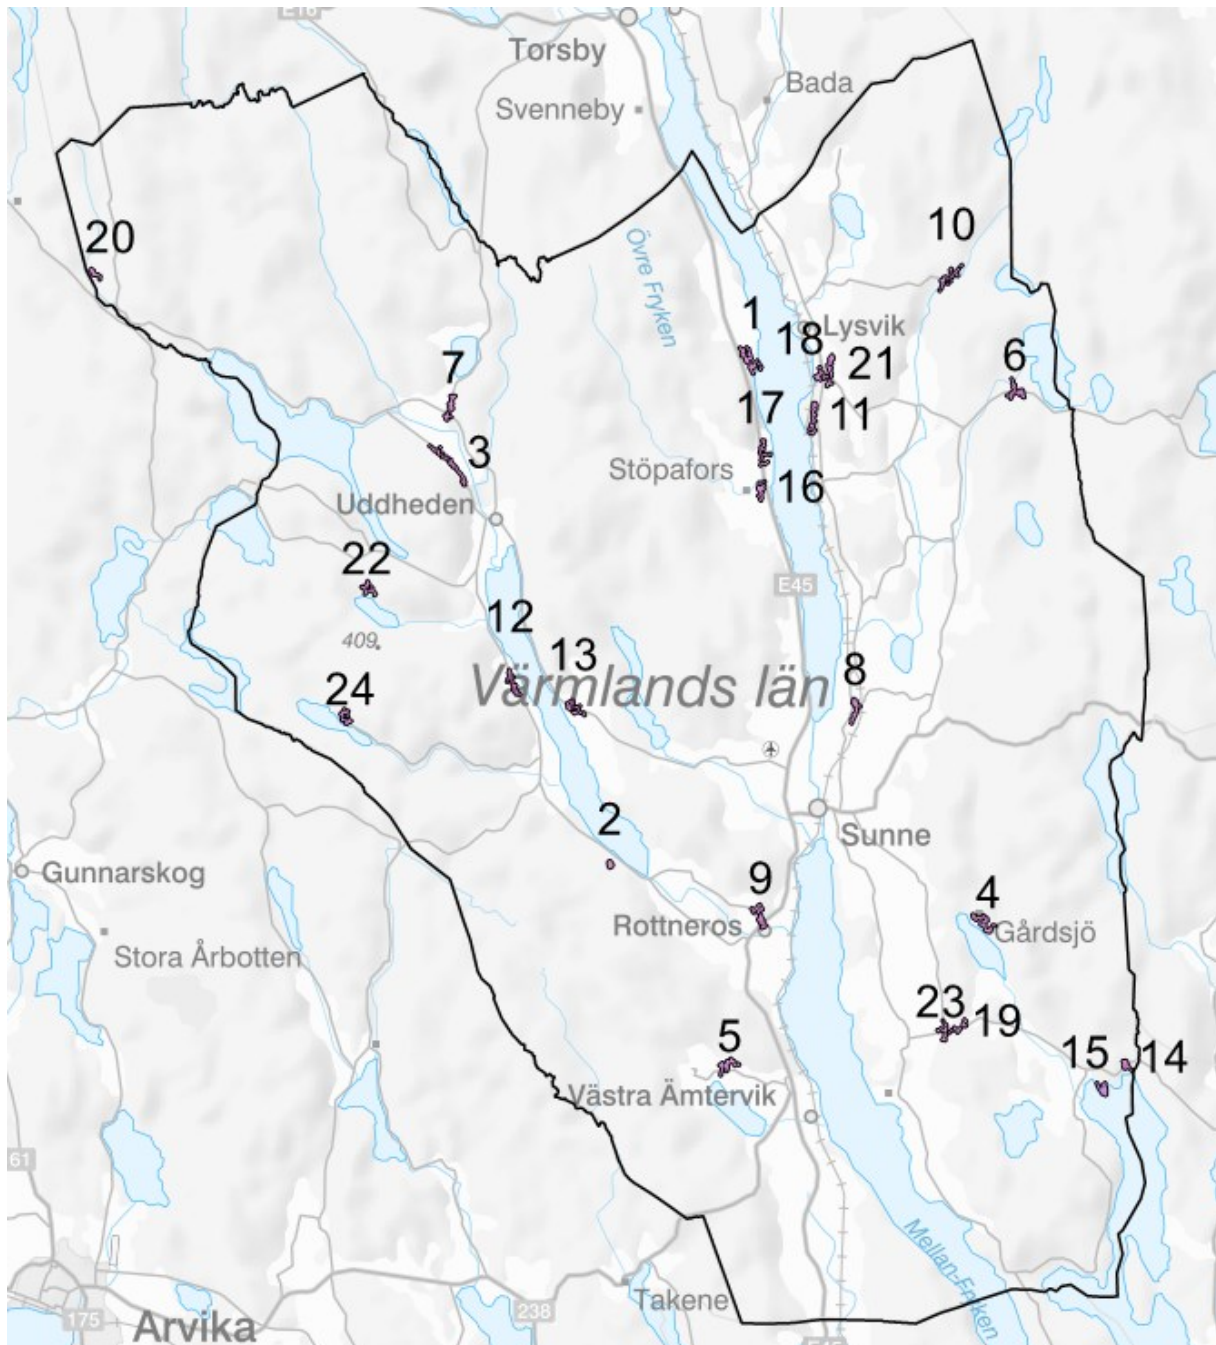 E16
Torsby
Bada
Svenneby
20
10
Övre Fryken
1
18
Lysvik
7
21
6
17
11
3
Stöpafors
16
Uddheden
22
E45
12
409
13
8
Värmlands län
24
2
Sunne
Gunnarskog
9
4
Rottneros
Gårdsjö
Stora Årbotten
23
19
5
15
14
Västra Ämtervik
61
Mellan-Fryken
Takene
238
175
Arvika
E45